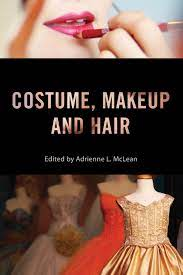 COSTUME, MAKEUP
AND HAIR
Edited by Adrienne L. McLean